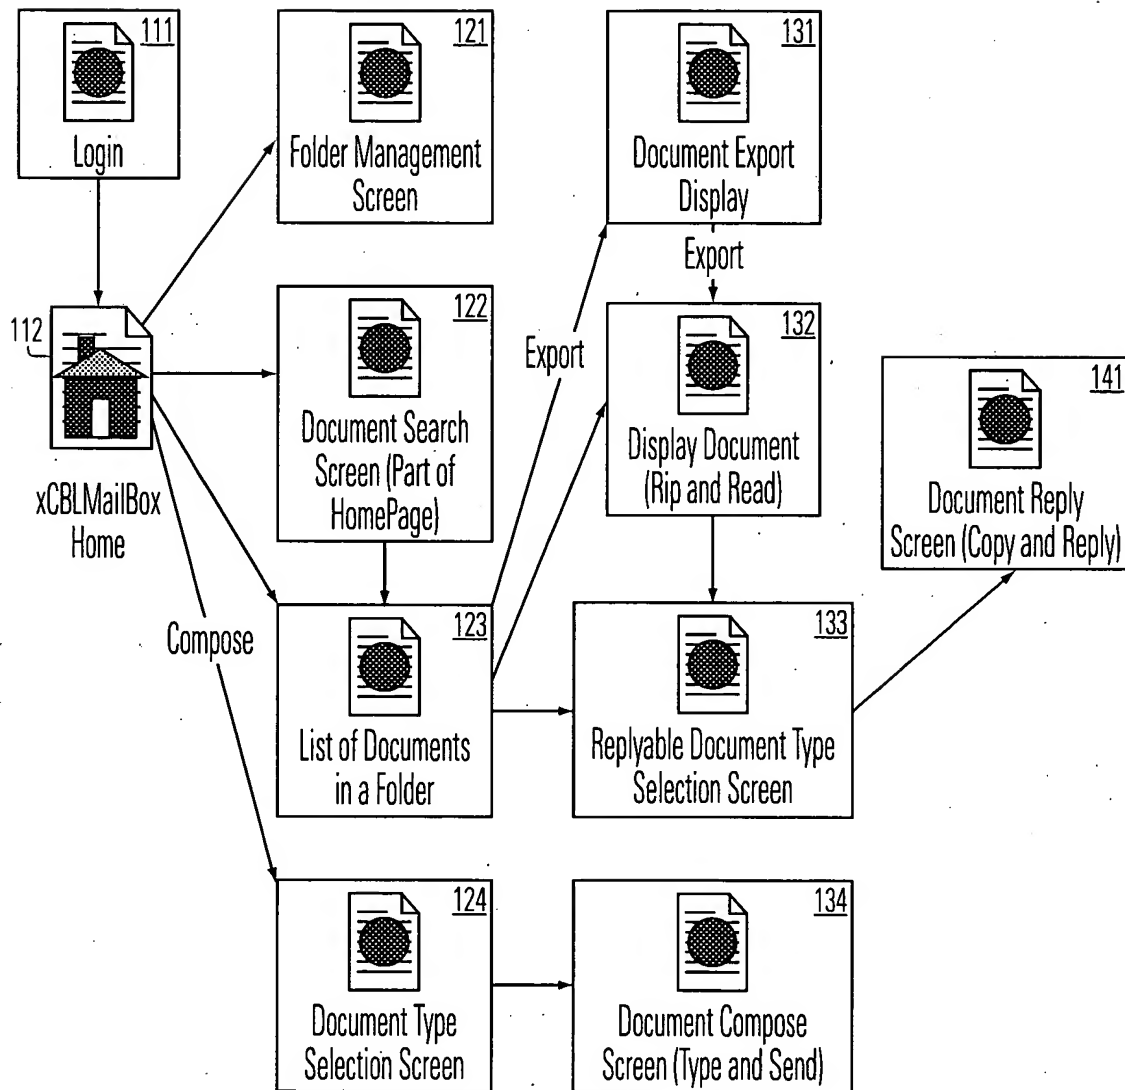 111
Login
121
Folder Management
Screen
131
Document Export
Display
Export
112
xCBLMailBox
Home
122
Document Search
Screen (Part of
HomePage)
Export
132
Display Document
(Rip and Read)
141
Document Reply
Screen (Copy and Reply)
Compose
123
List of Documents
in a Folder
133
Replyable Document Type
Selection Screen
124
Document Type
Selection Screen
134
Document Compose
Screen (Type and Send)